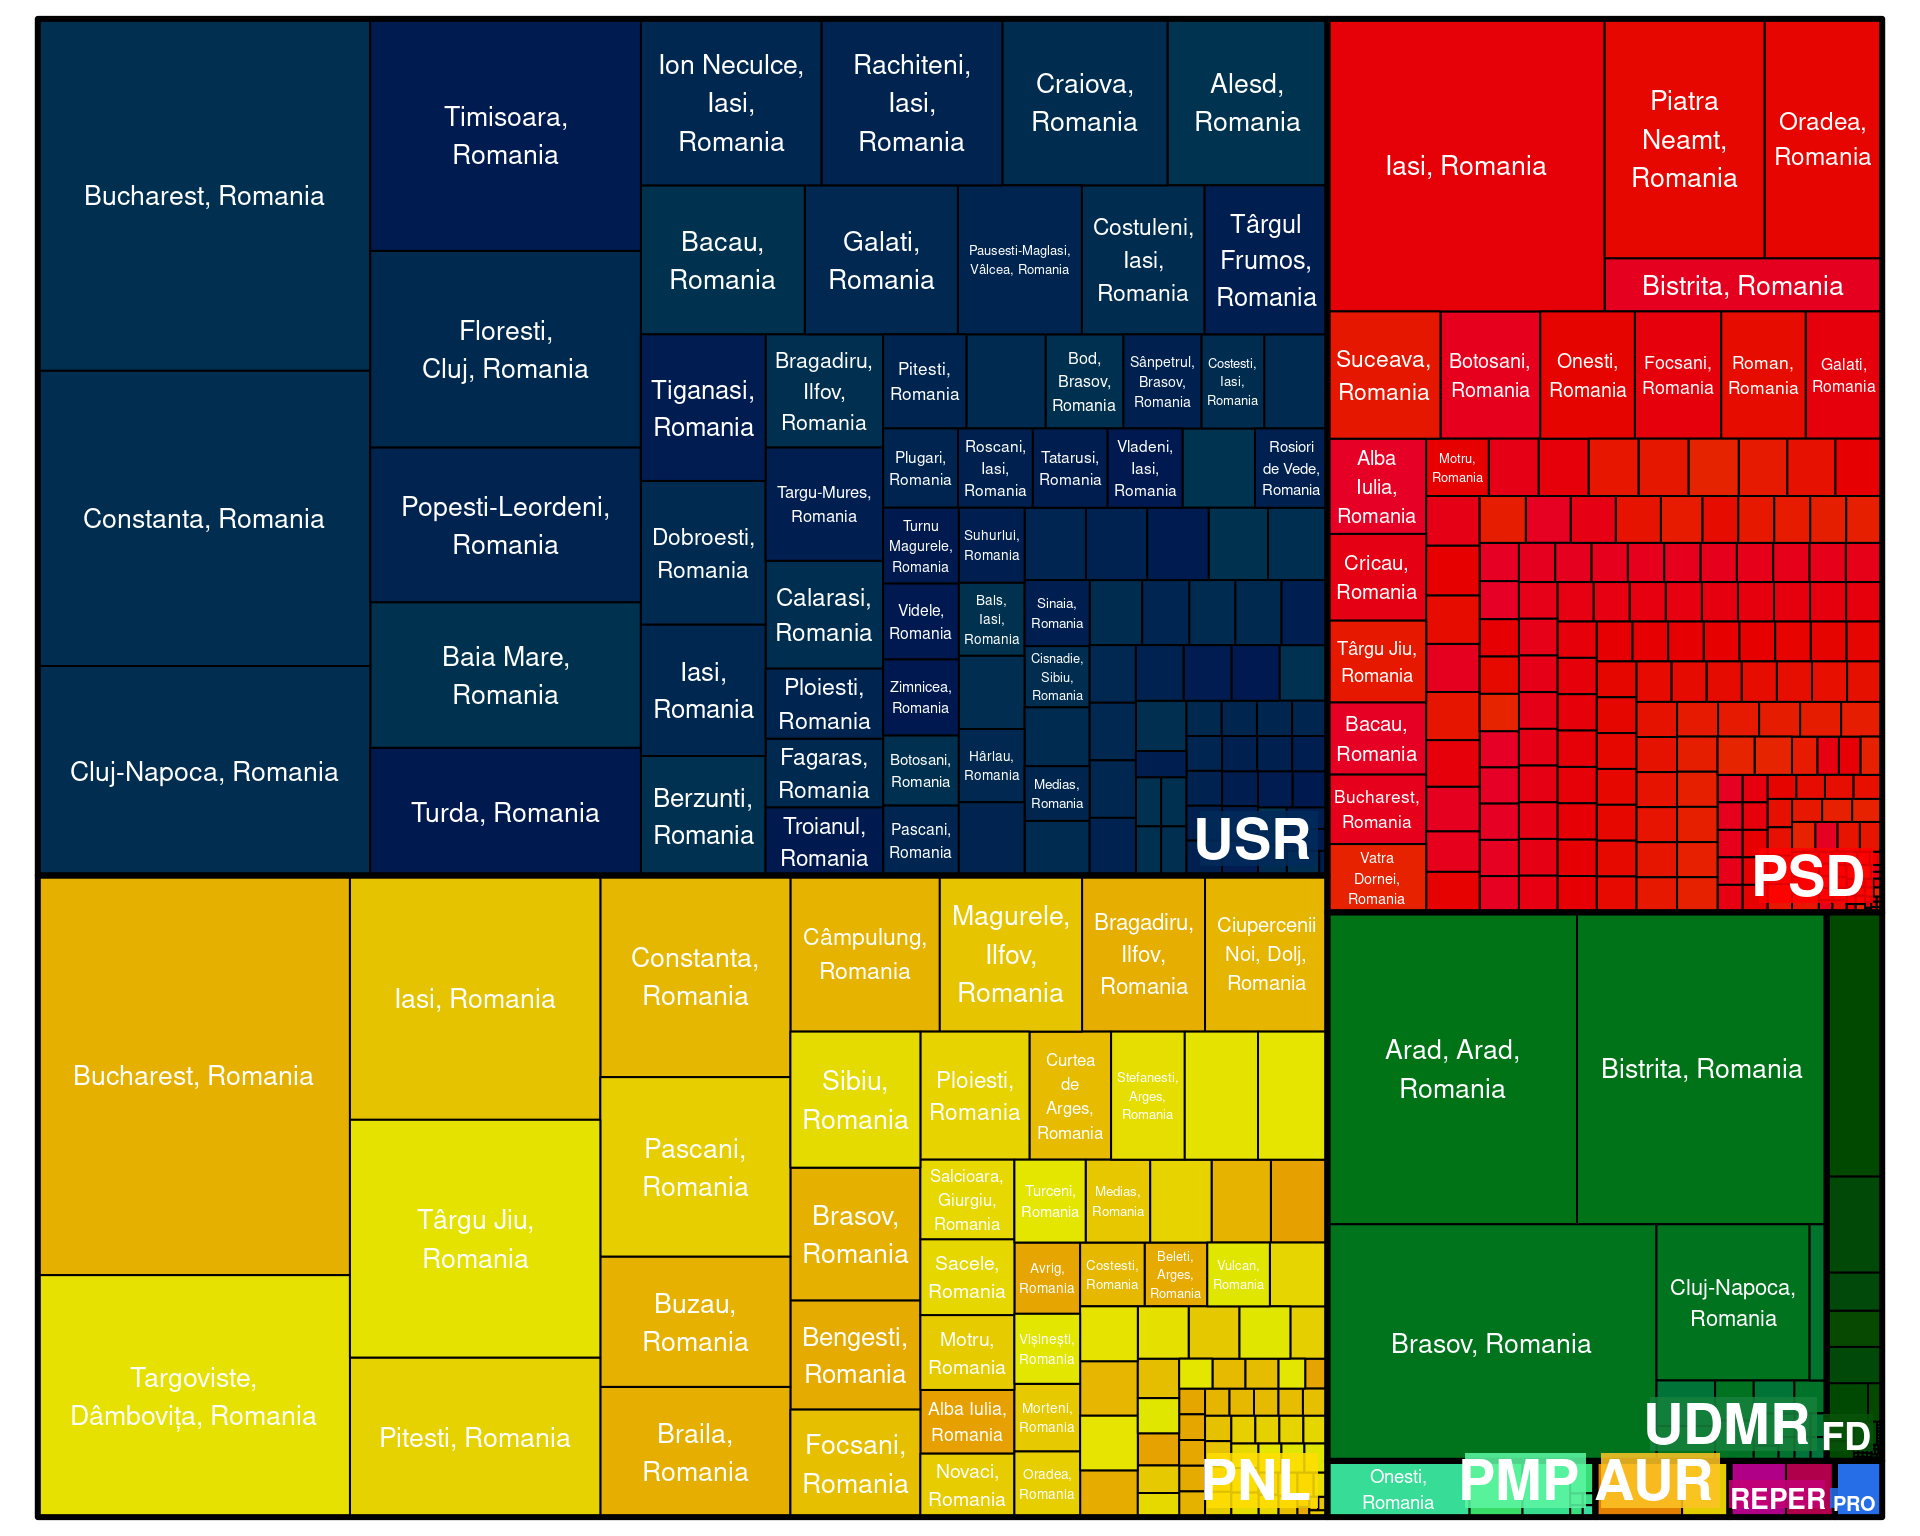 Bucharest, Romania
Constanta, Romania
Cluj-Napoca, Romania
Timisoara,
Romania
Floresti,
Cluj, Romania
Popesti-Leordeni,
Romania
Baia Mare,
Romania
Turda, Romania
Ion Neculce,
Iasi,
Romania
Rachiteni,
Iasi,
Romania
Craiova,
Romania
Alesd,
Romania
Bacau,
Romania
Galati,
Romania
Pausesti-Maglasi,
Vâlcea, Romania
Costuleni,
Iasi,
Romania
Târgul
Frumos,
Romania
Tiganasi,
Romania
Dobroesti,
Romania
Iasi,
Romania
Berzunti,
Romania
Bragadiru,
Ilfov,
Romania
Targu-Mures,
Romania
Calarasi,
Romania
Ploiesti,
Romania
Fagaras,
Romania
Troianul,
Romania
Pitesti,
Romania
Bod,
Brasov,
Romania
Sânpetrul,
Brasov,
Romania
Costesti,
Iasi,
Romania
Plugari,
Romania
Roscani,
Iasi,
Romania
Tatarusi,
Romania
Vladeni,
Iasi,
Romania
Rosiori
de Vede,
Romania
Turnu
Magurele,
Romania
Videle,
Romania
Zimnicea,
Romania
Botosani,
Romania
Pascani,
Romania
Suhurlui,
Romania
Bals,
Iasi,
Romania
Hârlau,
Romania
Sinaia,
Romania
Cisnadie,
Sibiu,
Romania
Medias,
Romania
USR
Iasi, Romania
Piatra
Neamt,
Romania
Oradea,
Romania
Bistrita, Romania
Suceava,
Romania
Botosani,
Romania
Onesti,
Romania
Focsani,
Romania
Roman,
Romania
Galati,
Romania
Alba
Iulia,
Romania
Cricau,
Romania
Târgu Jiu,
Romania
Bacau,
Romania
Bucharest,
Romania
Vatra
Dornei,
Romania
Motru,
Romania
PSD
Bucharest, Romania
Targoviste,
Dâmbovița, Romania
Iasi, Romania
Târgu Jiu,
Romania
Pitesti, Romania
Constanta,
Romania
Pascani,
Romania
Buzau,
Romania
Braila,
Romania
Câmpulung,
Romania
Magurele,
Ilfov,
Romania
Bragadiru,
Ilfov,
Romania
Ciupercenii
Noi, Dolj,
Romania
Sibiu,
Romania
Brasov,
Romania
Bengesti,
Romania
Focsani,
Romania
Ploiesti,
Romania
Curtea
de
Arges,
Romania
Stefanesti,
Arges,
Romania
Salcioara,
Giurgiu,
Romania
Sacele,
Romania
Motru,
Romania
Alba Iulia,
Romania
Novaci,
Romania
Turceni,
Romania
Medias,
Romania
Avrig,
Romania
Costesti,
Romania
Beleti,
Arges,
Romania
Vulcan,
Romania
Vișinești,
Romania
Morteni,
Romania
Oradea,
Romania
PNL
Arad, Arad,
Romania
Bistrita, Romania
Brasov, Romania
Cluj-Napoca,
Romania
UDMR
FD
Onesti,
Romania
PMP
AUR
REPER
PRO